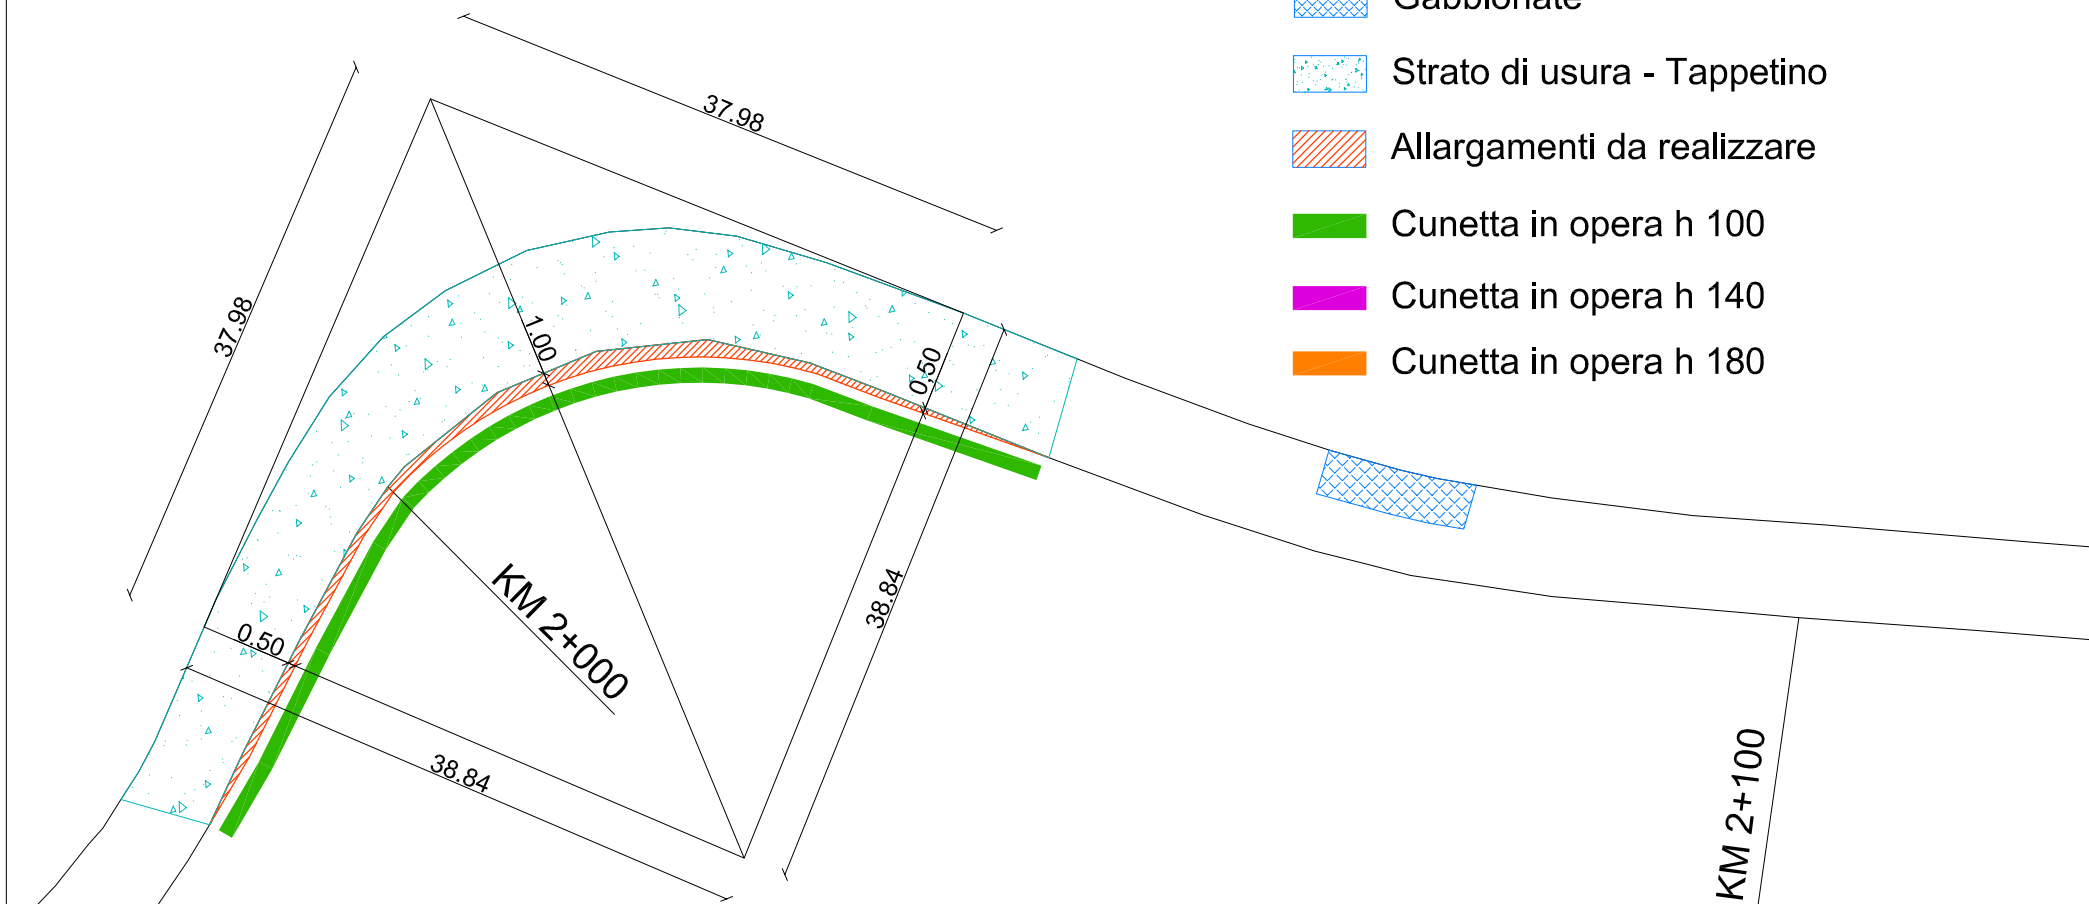 Gabbionate
Strato di usura - Tappetino
Allargamenti da realizzare
Cunetta in opera h 100
Cunetta in opera h 140
Cunetta in opera h 180
37.98
37.98
1.00
0,50
0.50
38.84
38.84
KM 2+000
KM 2+100